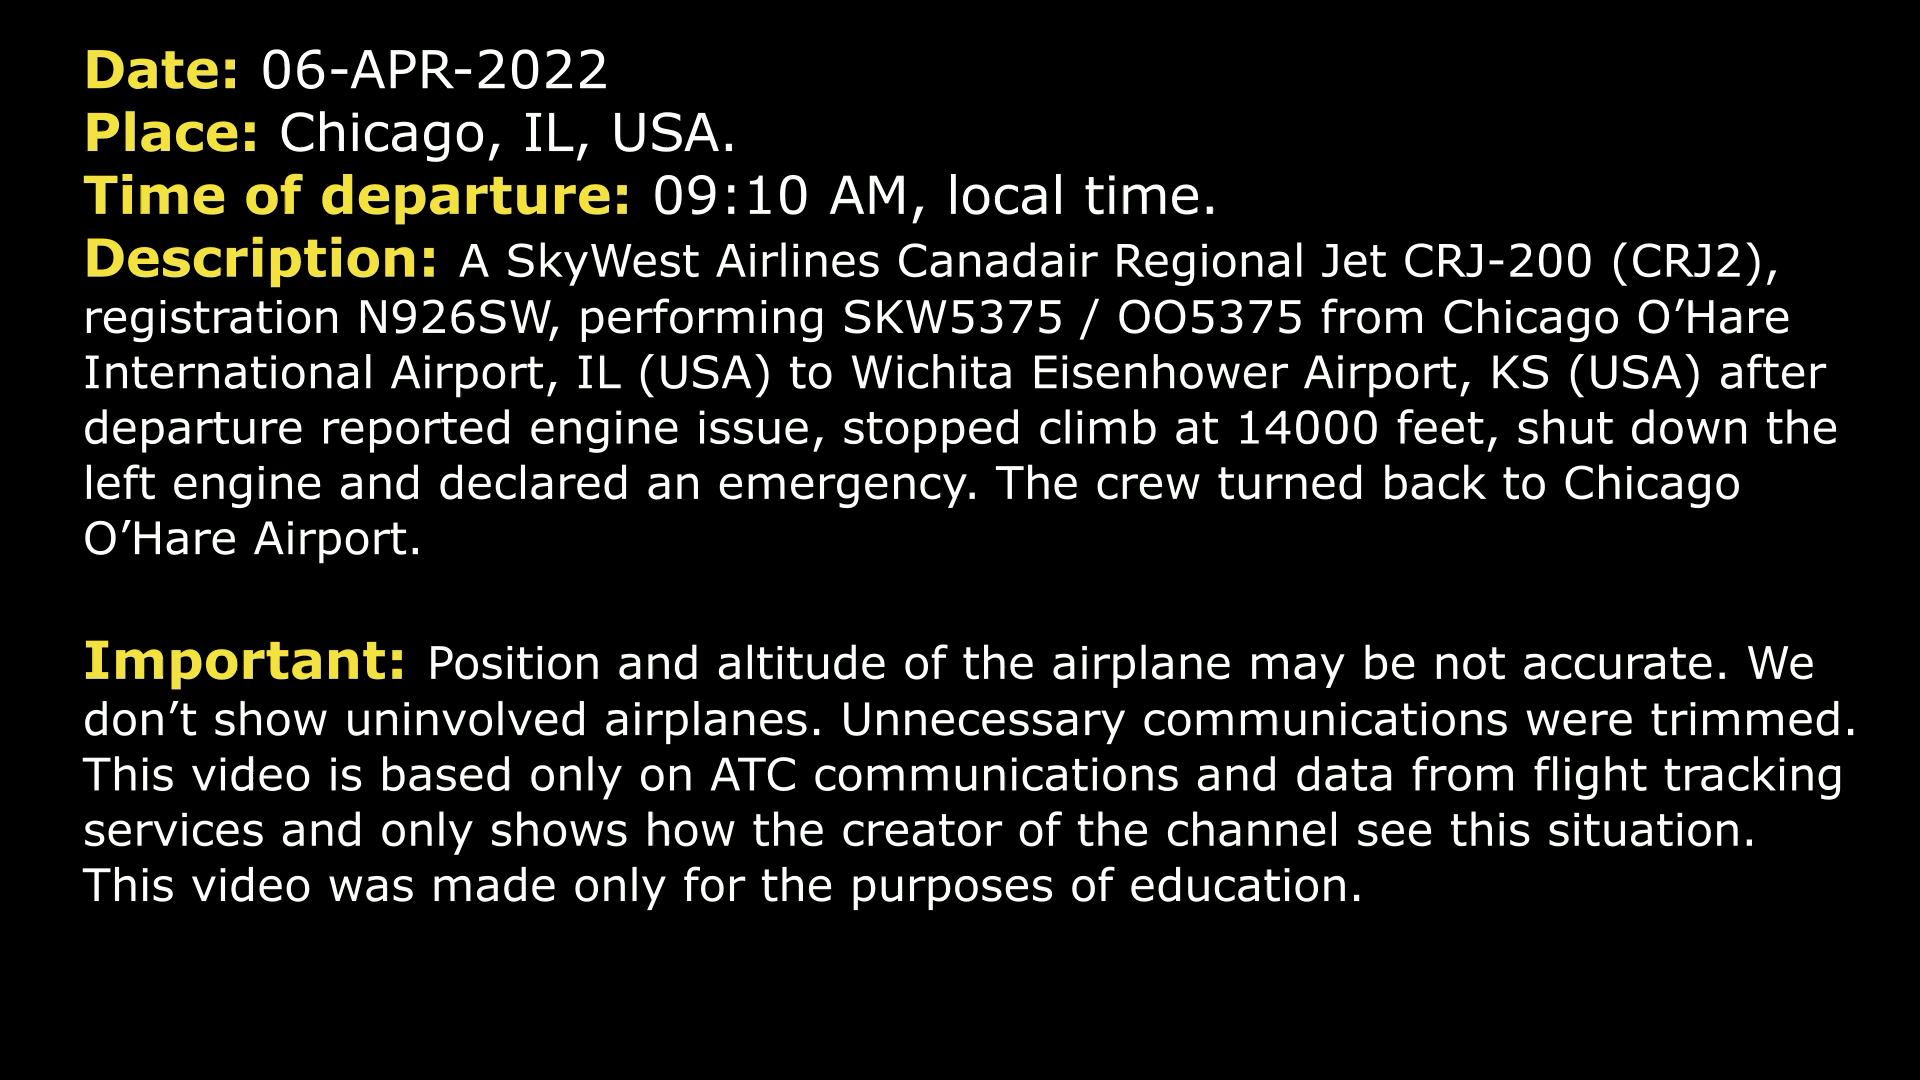 Date: 06-APR-2022
Place: Chicago, IL, USA.
Time of departure: 09:10 AM, local time.
Description: A SkyWest Airlines Canadair Regional Jet CRJ-200 (CRJ2),
registration N926SW, performing SKW5375 / OO5375 from Chicago O’Hare
International Airport, IL (USA) to Wichita Eisenhower Airport, KS (USA) after
departure reported engine issue, stopped climb at 14000 feet, shut down the
left engine and declared an emergency. The crew turned back to Chicago
O’Hare Airport.
Important: Position and altitude of the airplane may be not accurate. We
don’t show uninvolved airplanes. Unnecessary communications were trimmed.
This video is based only on ATC communications and data from flight tracking
services and only shows how the creator of the channel see this situation.
This video was made only for the purposes of education.